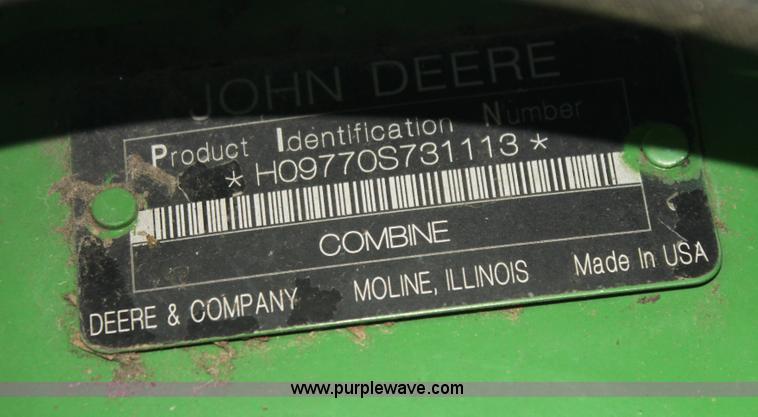 JOHN DEERE
Product Identification Number
* H09770S731113 *
COMBINE
DEERE & COMPANY MOLINE, ILLINOIS Made In USA
www.purplewave.com